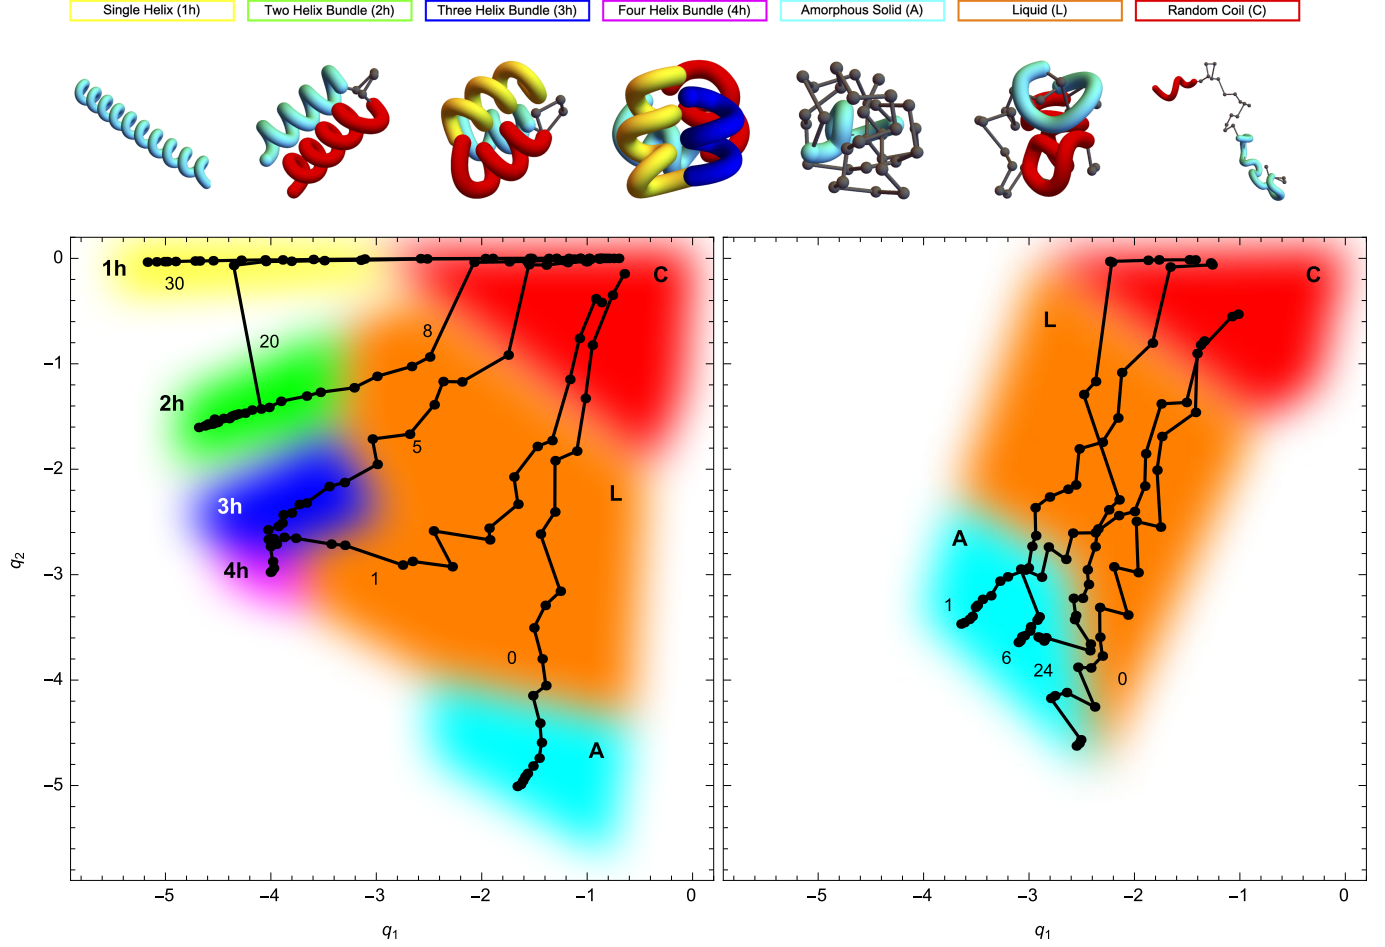 Single Helix (1h) Two Helix Bundle (2h) Three Helix Bundle (3h) Four Helix Bundle (4h) Amorphous Solid (A) Liquid (L) Random Coil (C)
0
−1
−2
−3
−4
−5
q2
1h
30
C
20
8
2h
5
3h
L
4h
1
0
A
−5 −4 −3 −2 −1 0
q1
C
L
A
1
6
24
0
−5 −4 −3 −2 −1 0
q1